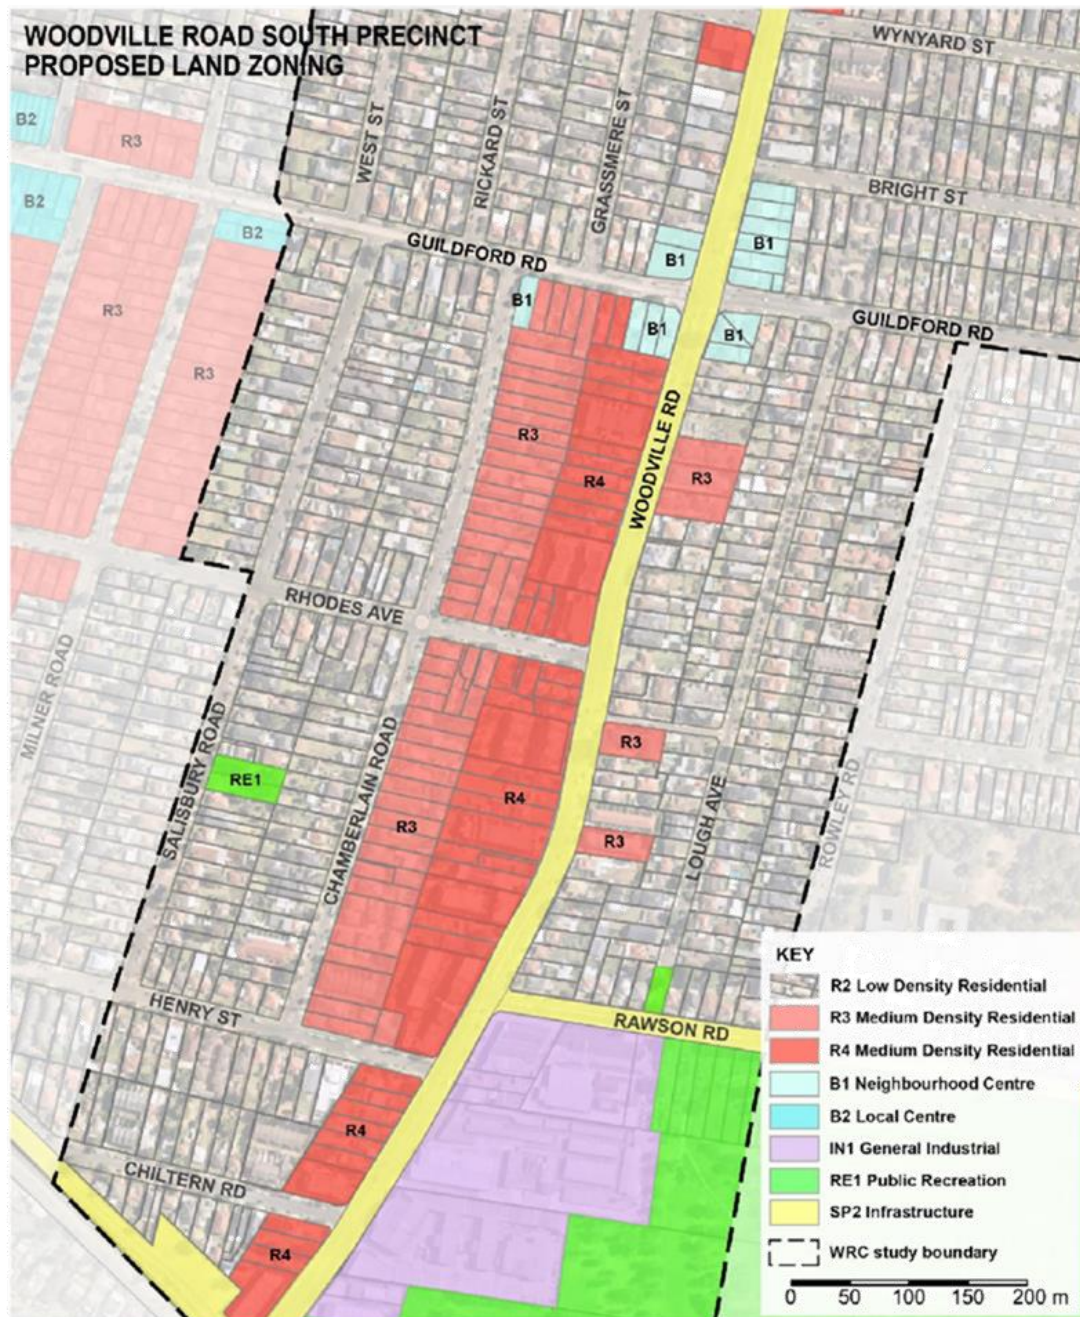 WOODVILLE ROAD SOUTH PRECINCT
PROPOSED LAND ZONING
WYNYARD ST
B2
R3
WEST ST
RICKARD ST
GRASSMERE ST
BRIGHT ST
B2
B2
GUILDFORD RD
B1
B1
B1
B1
B1
GUILDFORD RD
R3
R3
R3
WOODVILLE RD
R4
R3
RHODES AVE
MILNER ROAD
SALISBURY ROAD
RE1
CHAMBERLAIN ROAD
R3
R4
R3
R3
LOUGH AVE
ROWLEY RD
HENRY ST
RAWSON RD
R4
CHILTERN RD
R4
KEY
R2 Low Density Residential
R3 Medium Density Residential
R4 Medium Density Residential
B1 Neighbourhood Centre
B2 Local Centre
IN1 General Industrial
RE1 Public Recreation
SP2 Infrastructure
WRC study boundary
0 50 100 150 200 m